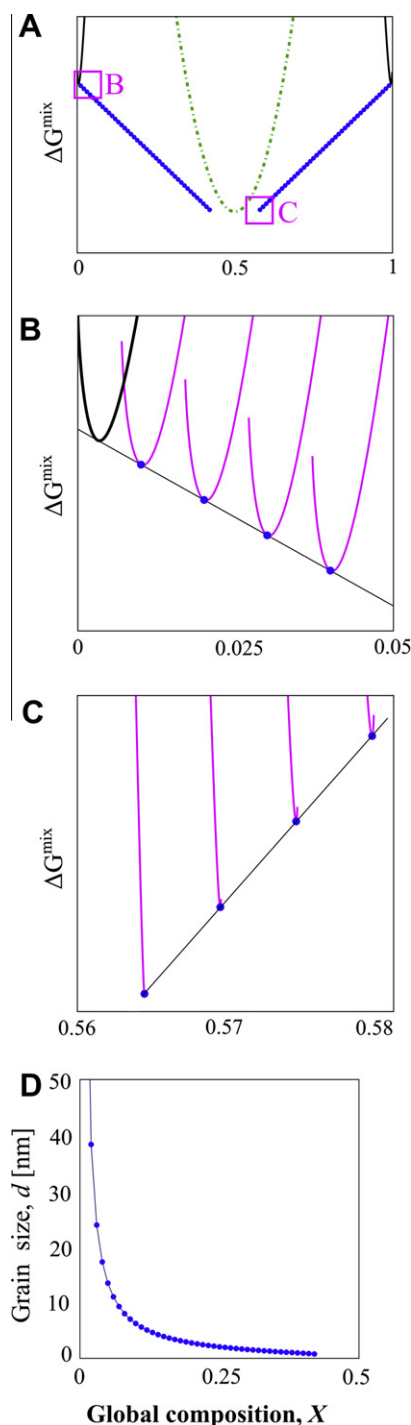 A
ΔG^mix
B
C
0
0.5
1
B
ΔG^mix
0
0.025
0.05
C
ΔG^mix
0.56
0.57
0.58
D
50
40
30
20
10
0
Grain size, d [nm]
0
0.25
0.5
Global composition, X